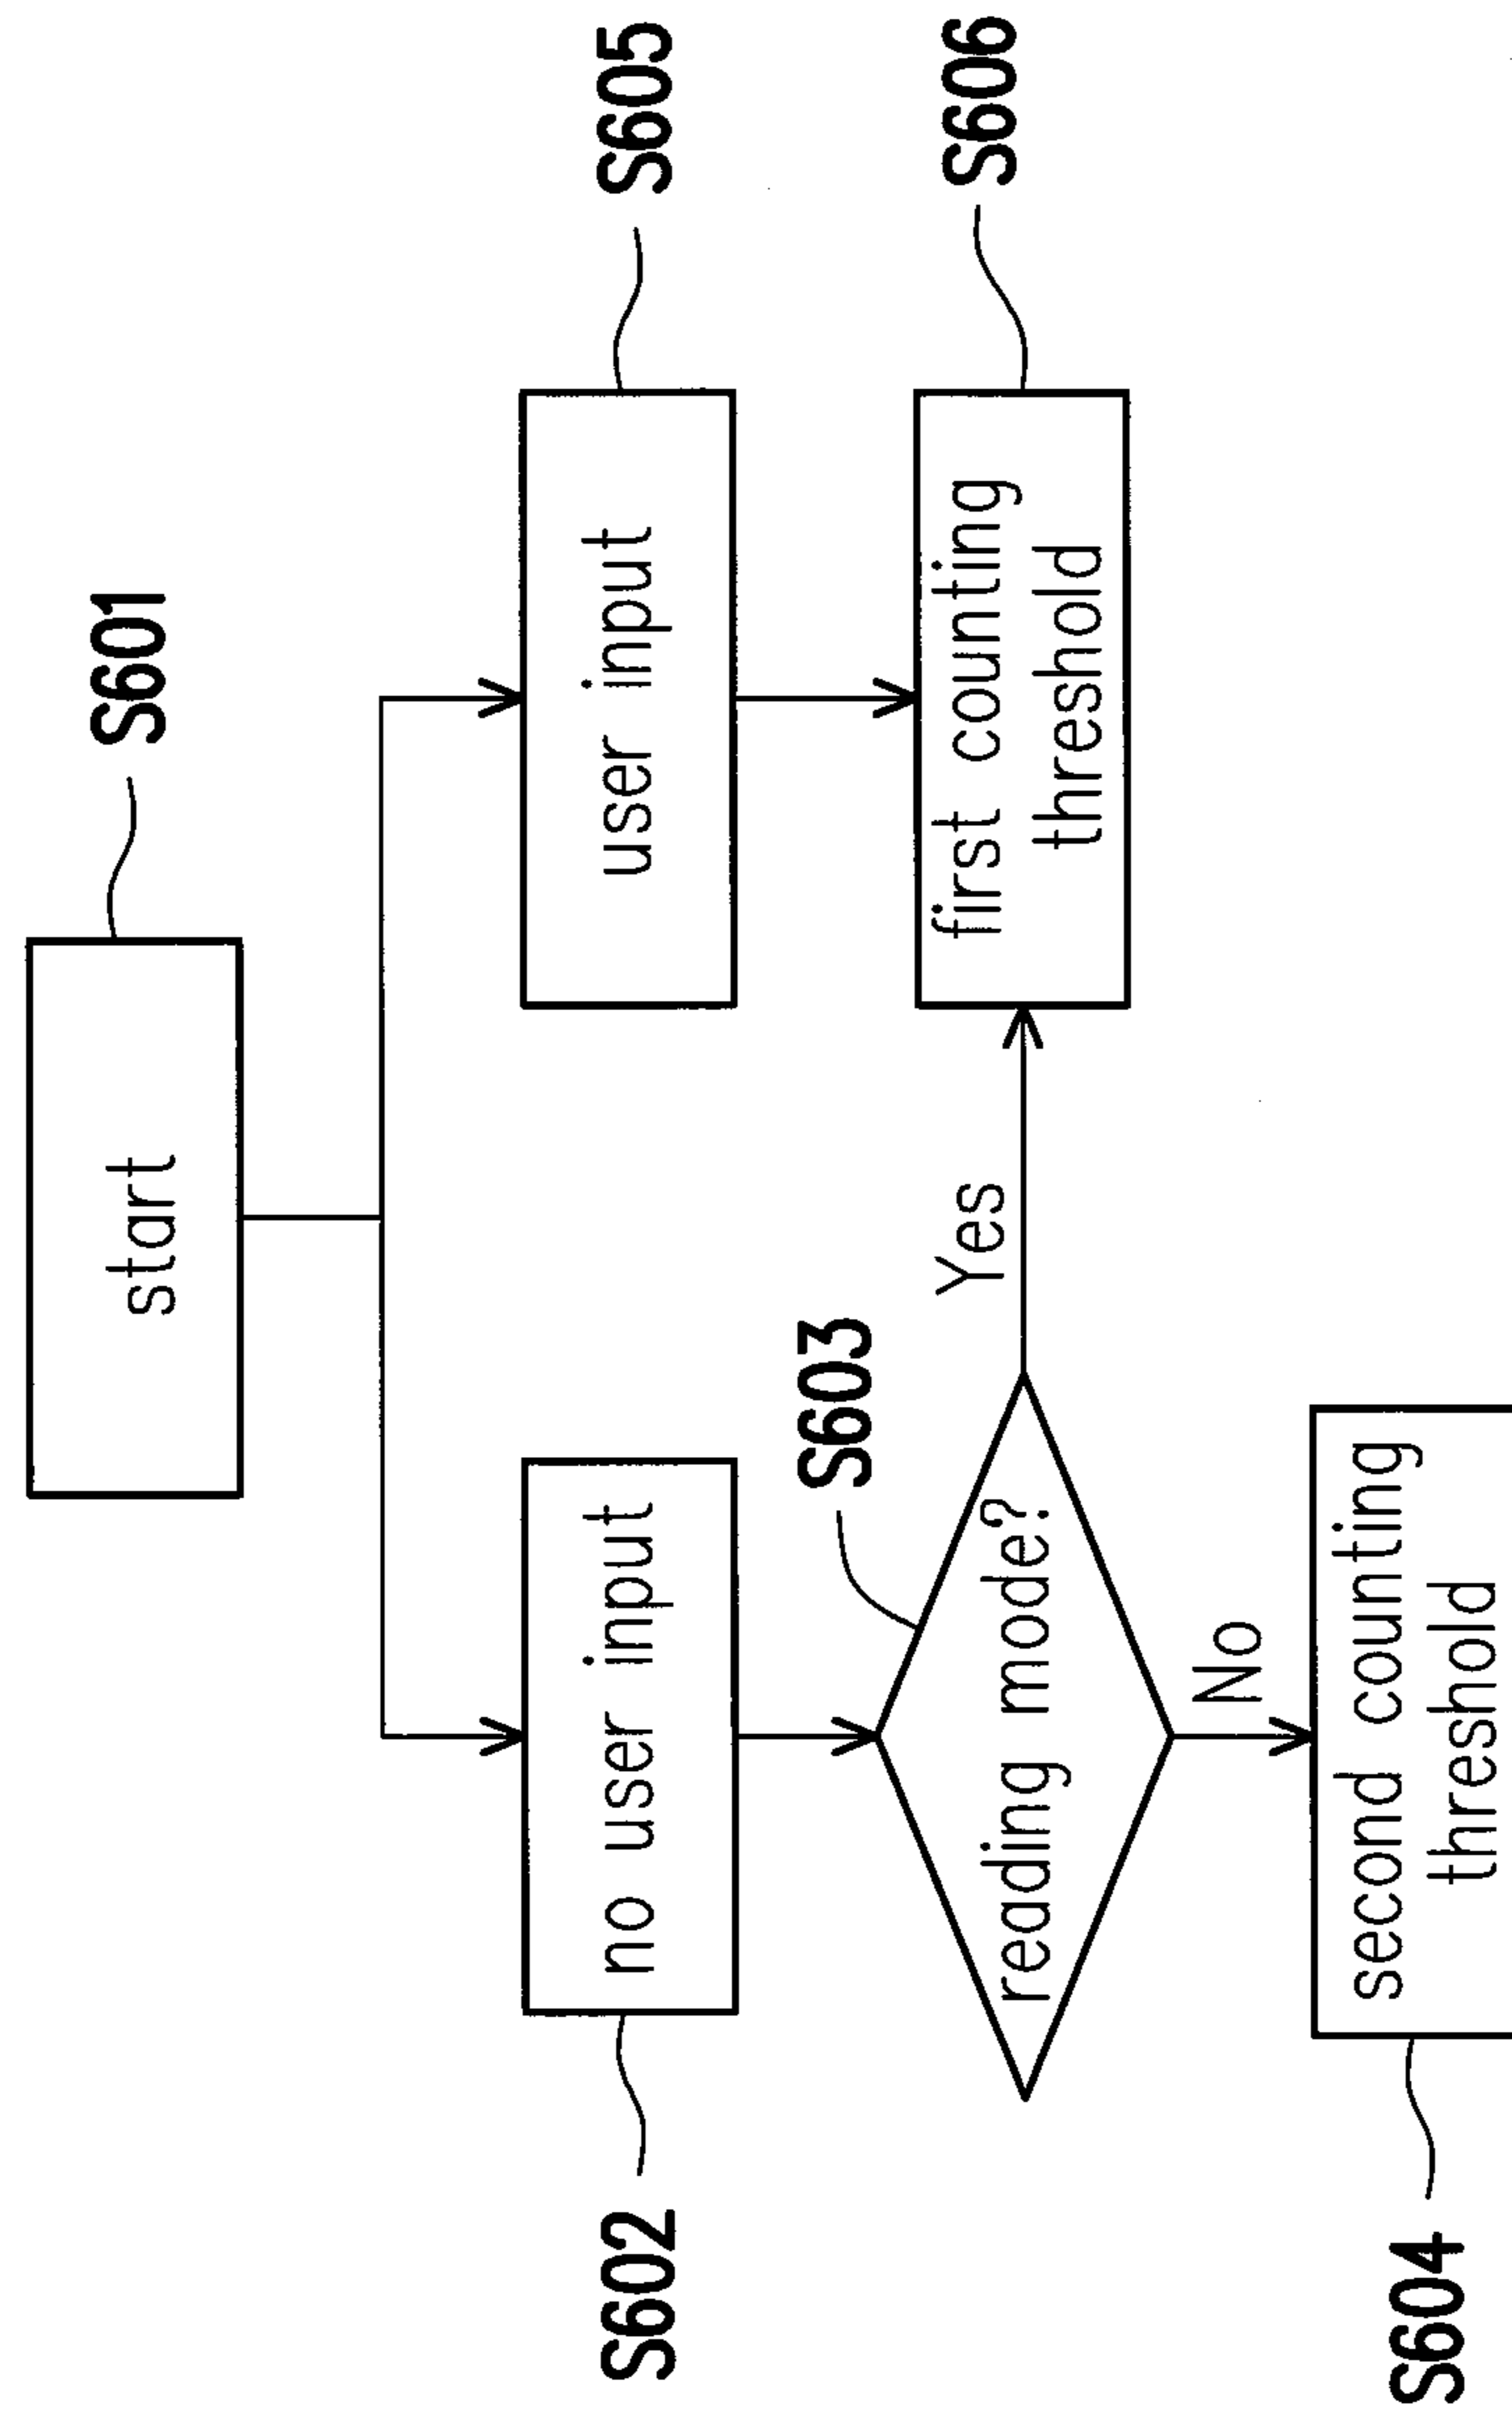 start
S601
S602
no user input
user input
S605
S603
reading mode?
Yes
first counting
threshold
S606
No
S604
second counting
threshold